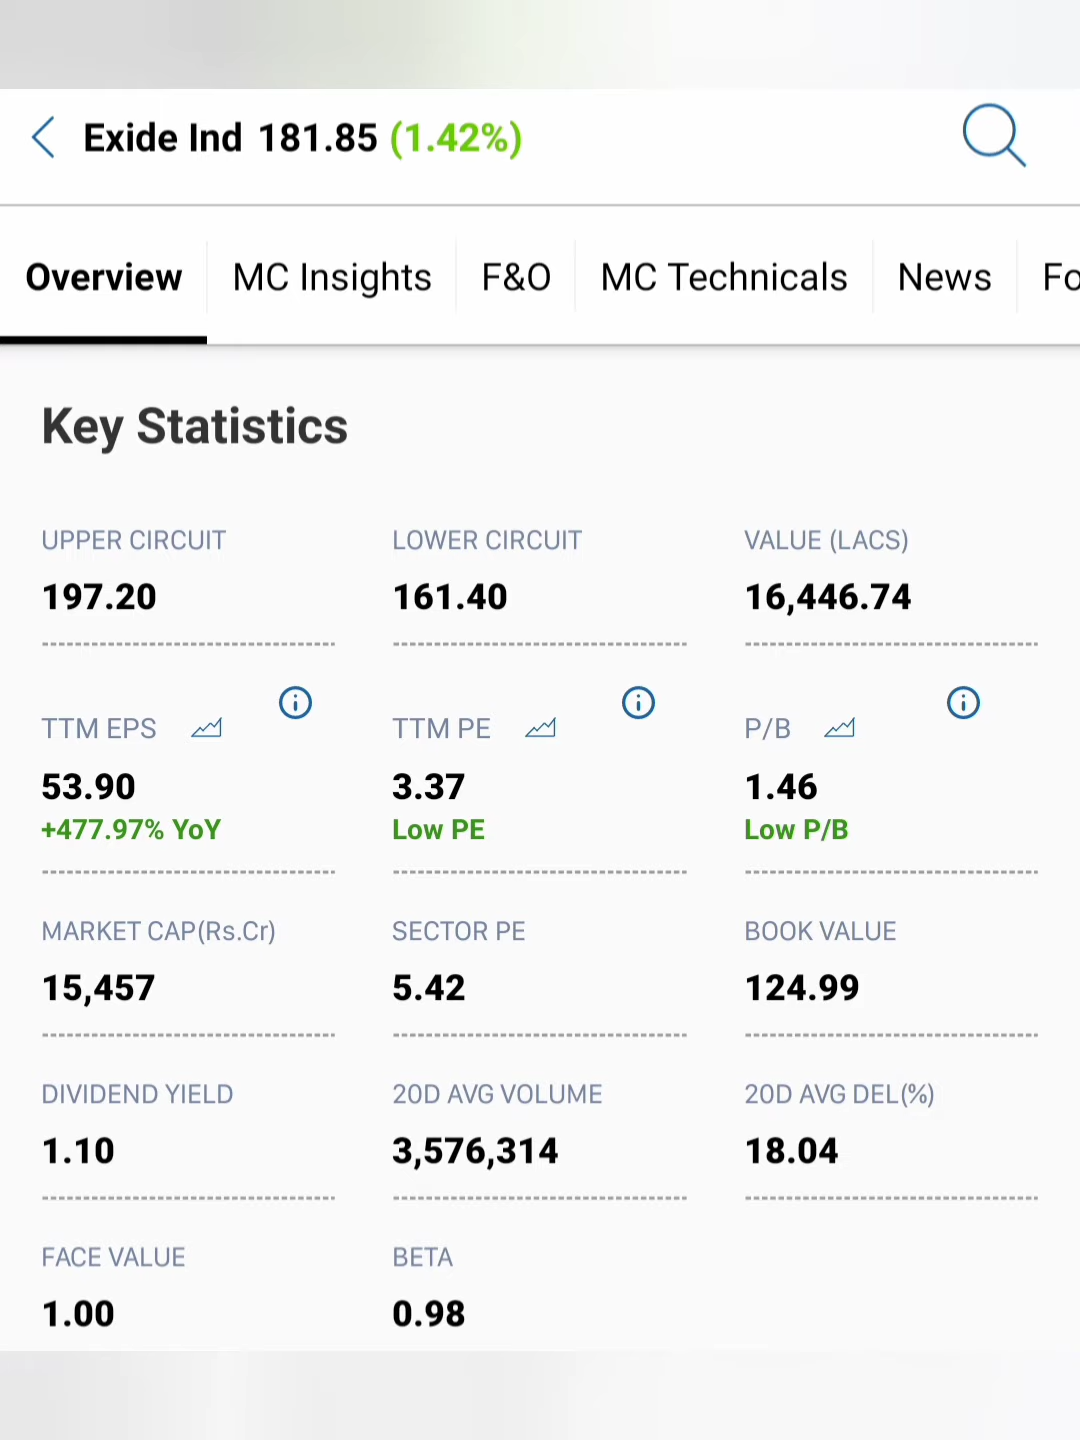 Exide Ind 181.85 (1.42%)
Overview MC Insights F&O MC Technicals News Fo
Key Statistics
UPPER CIRCUIT LOWER CIRCUIT VALUE (LACS)
197.20 161.40 16,446.74
TTM EPS TTM PE P/B
53.90 3.37 1.46
+477.97% YoY Low PE Low P/B
MARKET CAP(Rs.Cr) SECTOR PE BOOK VALUE
15,457 5.42 124.99
DIVIDEND YIELD 20D AVG VOLUME 20D AVG DEL(%)
1.10 3,576,314 18.04
FACE VALUE BETA
1.00 0.98